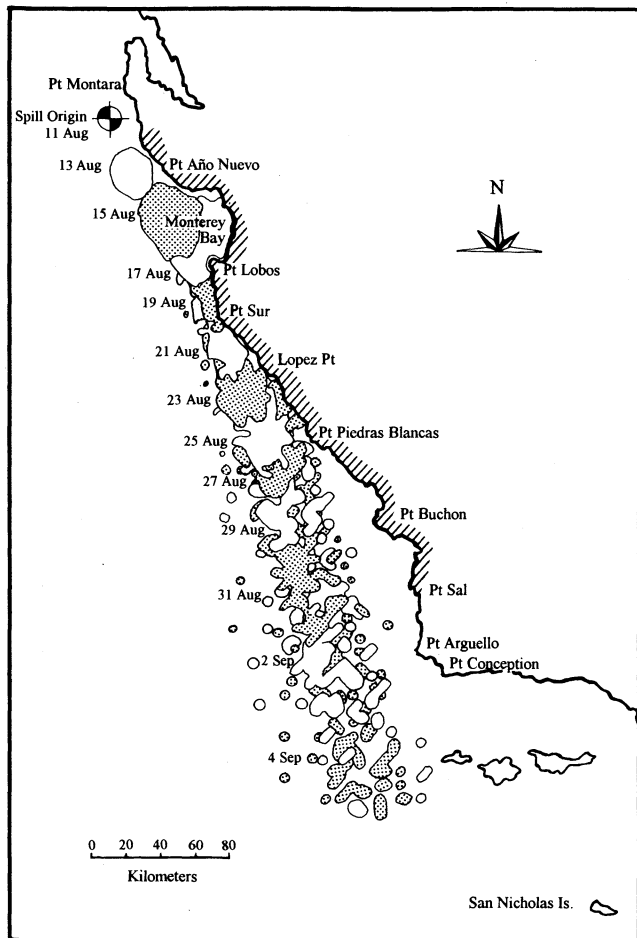 Pt Montara
Spill Origin
11 Aug
13 Aug
Pt Año Nuevo
N
15 Aug
Monterey
Bay
17 Aug
Pt Lobos
19 Aug
Pt Sur
21 Aug
Lopez Pt
23 Aug
25 Aug
Pt Piedras Blancas
27 Aug
Pt Buchon
29 Aug
31 Aug
Pt Sal
Pt Arguello
2 Sep
Pt Conception
4 Sep
0 20 40 60 80
Kilometers
San Nicholas Is.